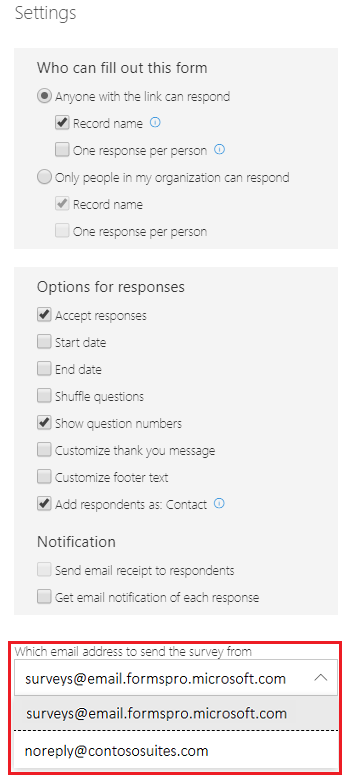 Settings
Who can fill out this form
Anyone with the link can respond
Record name
One response per person
Only people in my organization can respond
Record name
One response per person
Options for responses
Accept responses
Start date
End date
Shuffle questions
Show question numbers
Customize thank you message
Customize footer text
Add respondents as: Contact
Notification
Send email receipt to respondents
Get email notification of each response
Which email address to send the survey from
surveys@email.formspro.microsoft.com
surveys@email.formspro.microsoft.com
noreply@contososuites.com